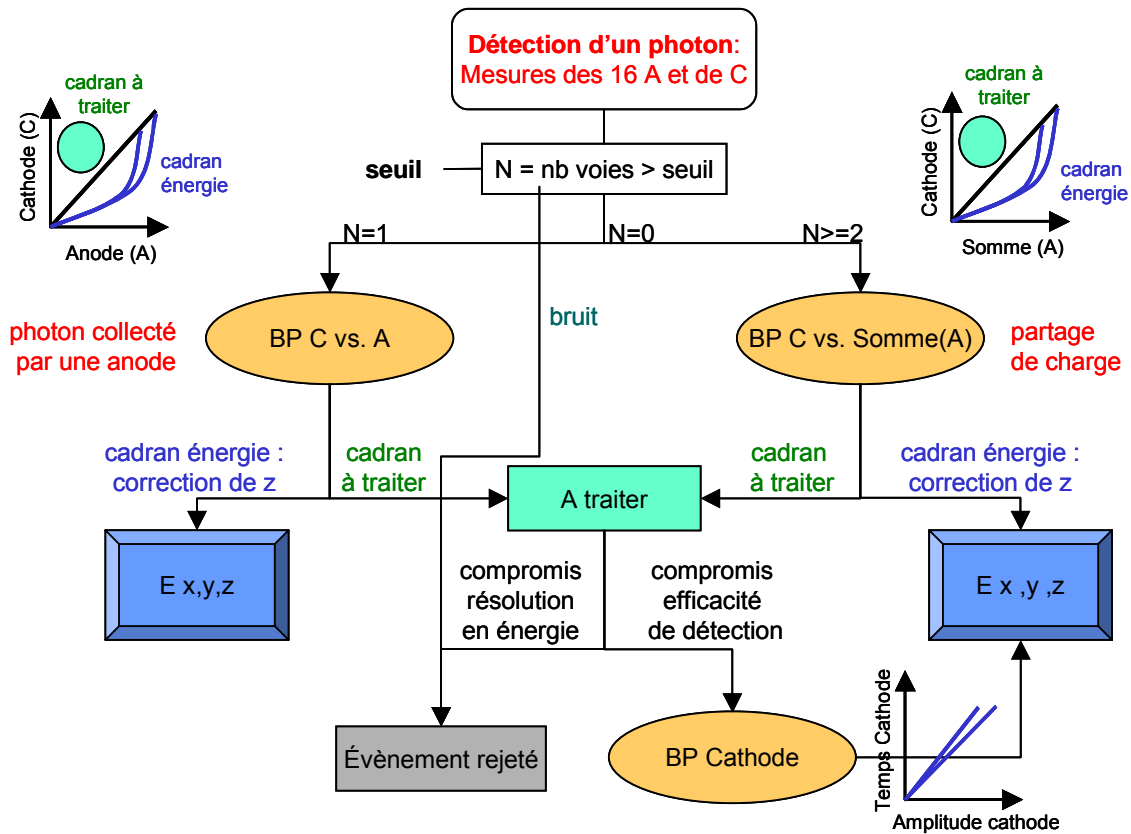 Détection d'un photon:
Mesures des 16 A et de C
cadran à
traiter
Cathode (C)
cadran
énergie
Anode (A)
cadran à
traiter
Cathode (C)
cadran
énergie
Somme (A)
seuil
N = nb voies > seuil
N=1
N=0
N>=2
bruit
photon collecté
par une anode
BP C vs. A
BP C vs. Somme(A)
partage
de charge
cadran énergie :
correction de z
cadran
à traiter
A traiter
cadran
à traiter
cadran énergie :
correction de z
E x,y,z
compromis
résolution
en énergie
compromis
efficacité
de détection
E x ,y ,z
Évènement rejeté
BP Cathode
Temps Cathode
Amplitude cathode